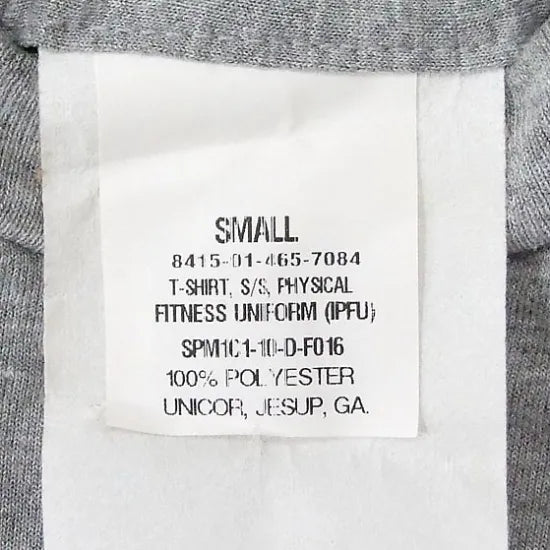 SMALL
8415-01-465-7084
T-SHIRT, S/S, PHYSICAL
FITNESS UNIFORM (IPFU)
SPM1C1-10-D-F016
100% POLYESTER
UNICOR, JESUP, GA.